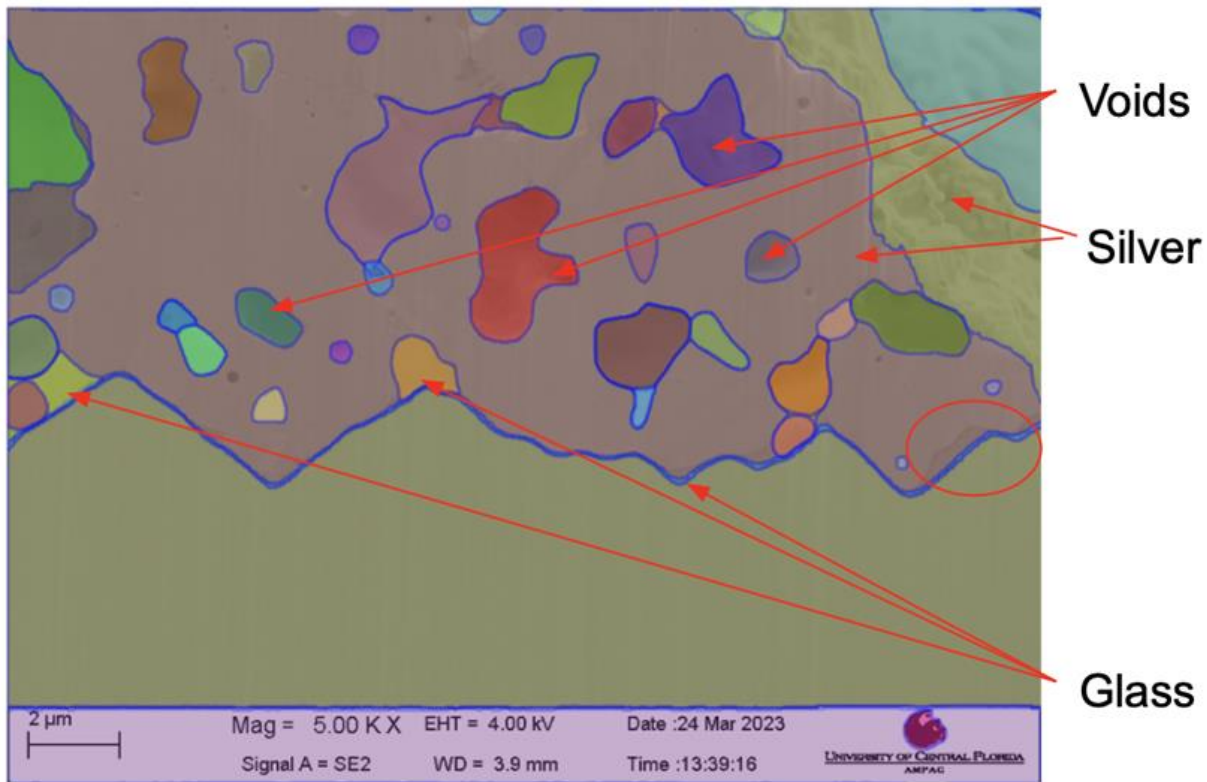 Voids
Silver
Glass
2 µm
Mag = 5.00 K X EHT = 4.00 kV Date :24 Mar 2023
Signal A = SE2 WD = 3.9 mm Time :13:39:16
UNIVERSITY OF CENTRAL FLORIDA
AMPAC